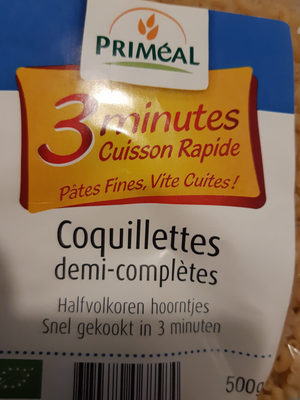 PRIMéAL
3 minutes
Cuisson Rapide
Pâtes Fines, Vite Cuites !
Coquillettes
demi-complètes
Halfvolkoren hoorntjes
Snel gekookt in 3 minuten
500g